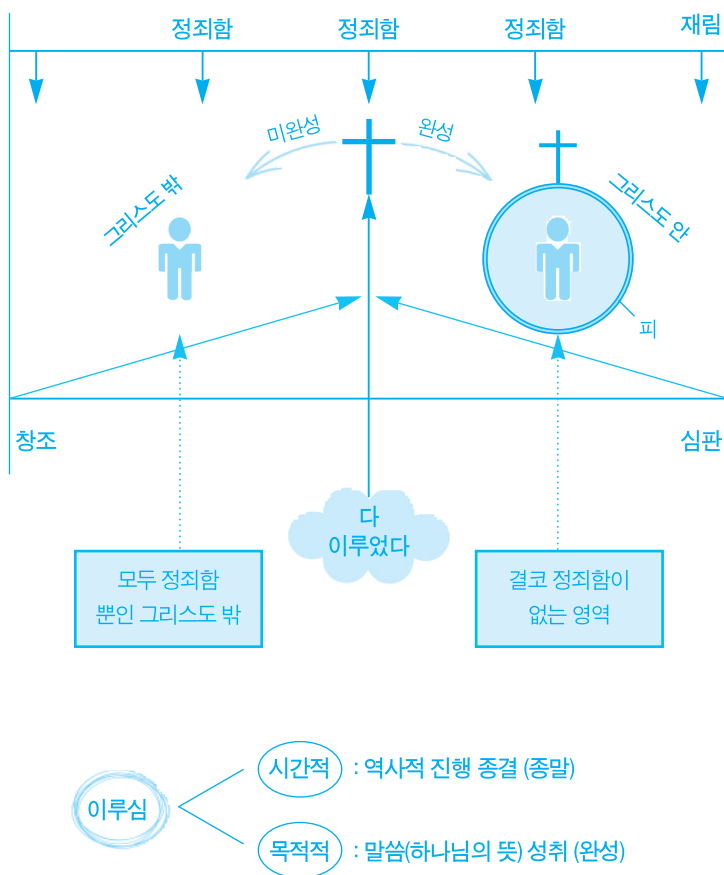 정죄함
정죄함
정죄함
재림
미완성
완성
그리스도 밖
그리스도 안
피
창조
심판
다
이루었다
모두 정죄함
뿐인 그리스도 밖
결코 정죄함이
없는 영역
이루심
시간적 : 역사적 진행 종결 (종말)
목적적 : 말씀(하나님의 뜻) 성취 (완성)